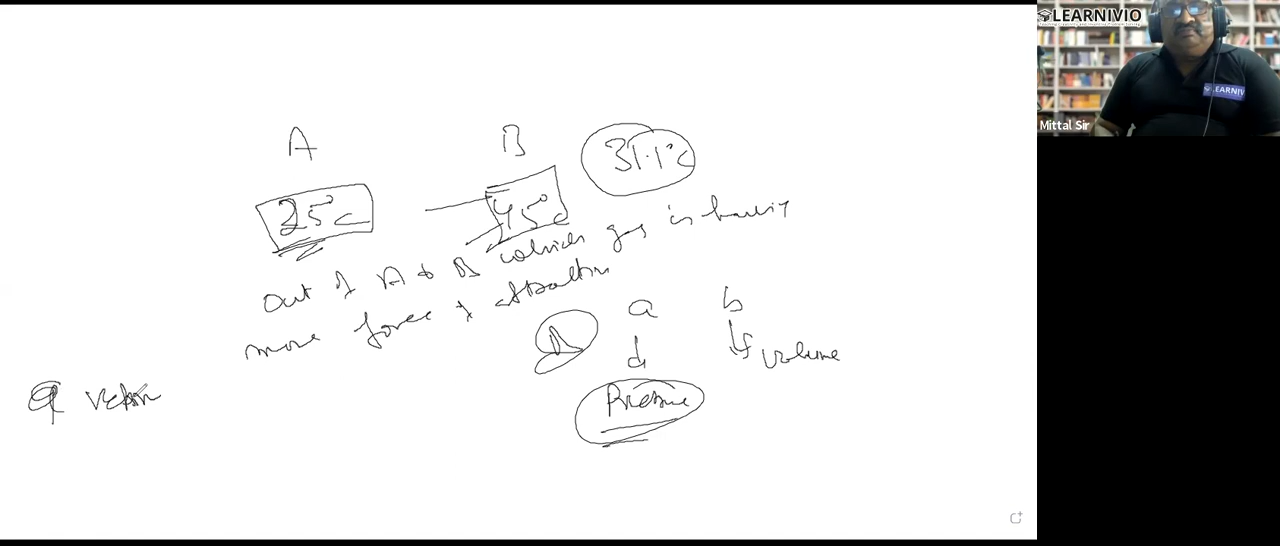 LEARNIVIO
LEARNIV
Mittal Sir
A B 31.1°C
25°C 45°C
out of A & B which gas is having
more force of attraction
A a b
volume
Pressure